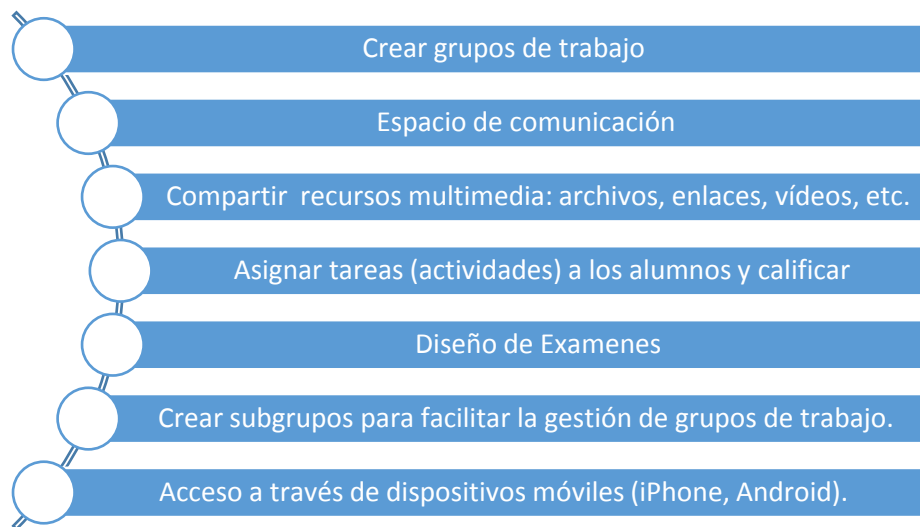 Crear grupos de trabajo
Espacio de comunicación
Compartir recursos multimedia: archivos, enlaces, vídeos, etc.
Asignar tareas (actividades) a los alumnos y calificar
Diseño de Examenes
Crear subgrupos para facilitar la gestión de grupos de trabajo.
Acceso a través de dispositivos móviles (iPhone, Android).